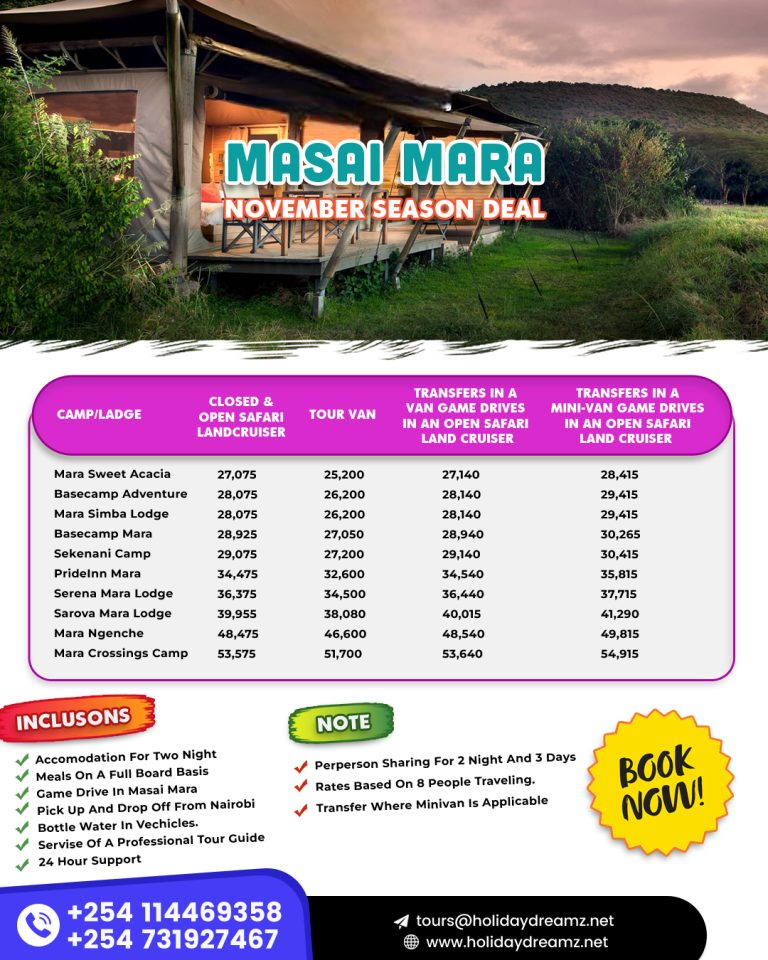 MASAI MARA
NOVEMBER SEASON DEAL
CAMP/LADGE
CLOSED &
OPEN SAFARI
LANDCRUISER
TOUR VAN
TRANSFERS IN A
VAN GAME DRIVES
IN AN OPEN SAFARI
LAND CRUISER
TRANSFERS IN A
MINI-VAN GAME DRIVES
IN AN OPEN SAFARI
LAND CRUISER
Mara Sweet Acacia 27,075 25,200 27,140 28,415
Basecamp Adventure 28,075 26,200 28,140 29,415
Mara Simba Lodge 28,075 26,200 28,140 29,415
Basecamp Mara 28,925 27,050 28,940 30,265
Sekenani Camp 29,075 27,200 29,140 30,415
PrideInn Mara 34,475 32,600 34,540 35,815
Serena Mara Lodge 36,375 34,500 36,440 37,715
Sarova Mara Lodge 39,955 38,080 40,015 41,290
Mara Ngenche 48,475 46,600 48,540 49,815
Mara Crossings Camp 53,575 51,700 53,640 54,915
INCLUSONS
Accomodation For Two Night
Meals On A Full Board Basis
Game Drive In Masai Mara
Pick Up And Drop Off From Nairobi
Bottle Water In Vechicles.
Servise Of A Professional Tour Guide
24 Hour Support
NOTE
Perperson Sharing For 2 Night And 3 Days
Rates Based On 8 People Traveling.
Transfer Where Minivan Is Applicable
BOOK
NOW!
+254 114469358
+254 731927467
tours@holidaydreamz.net
www.holidaydreamz.net